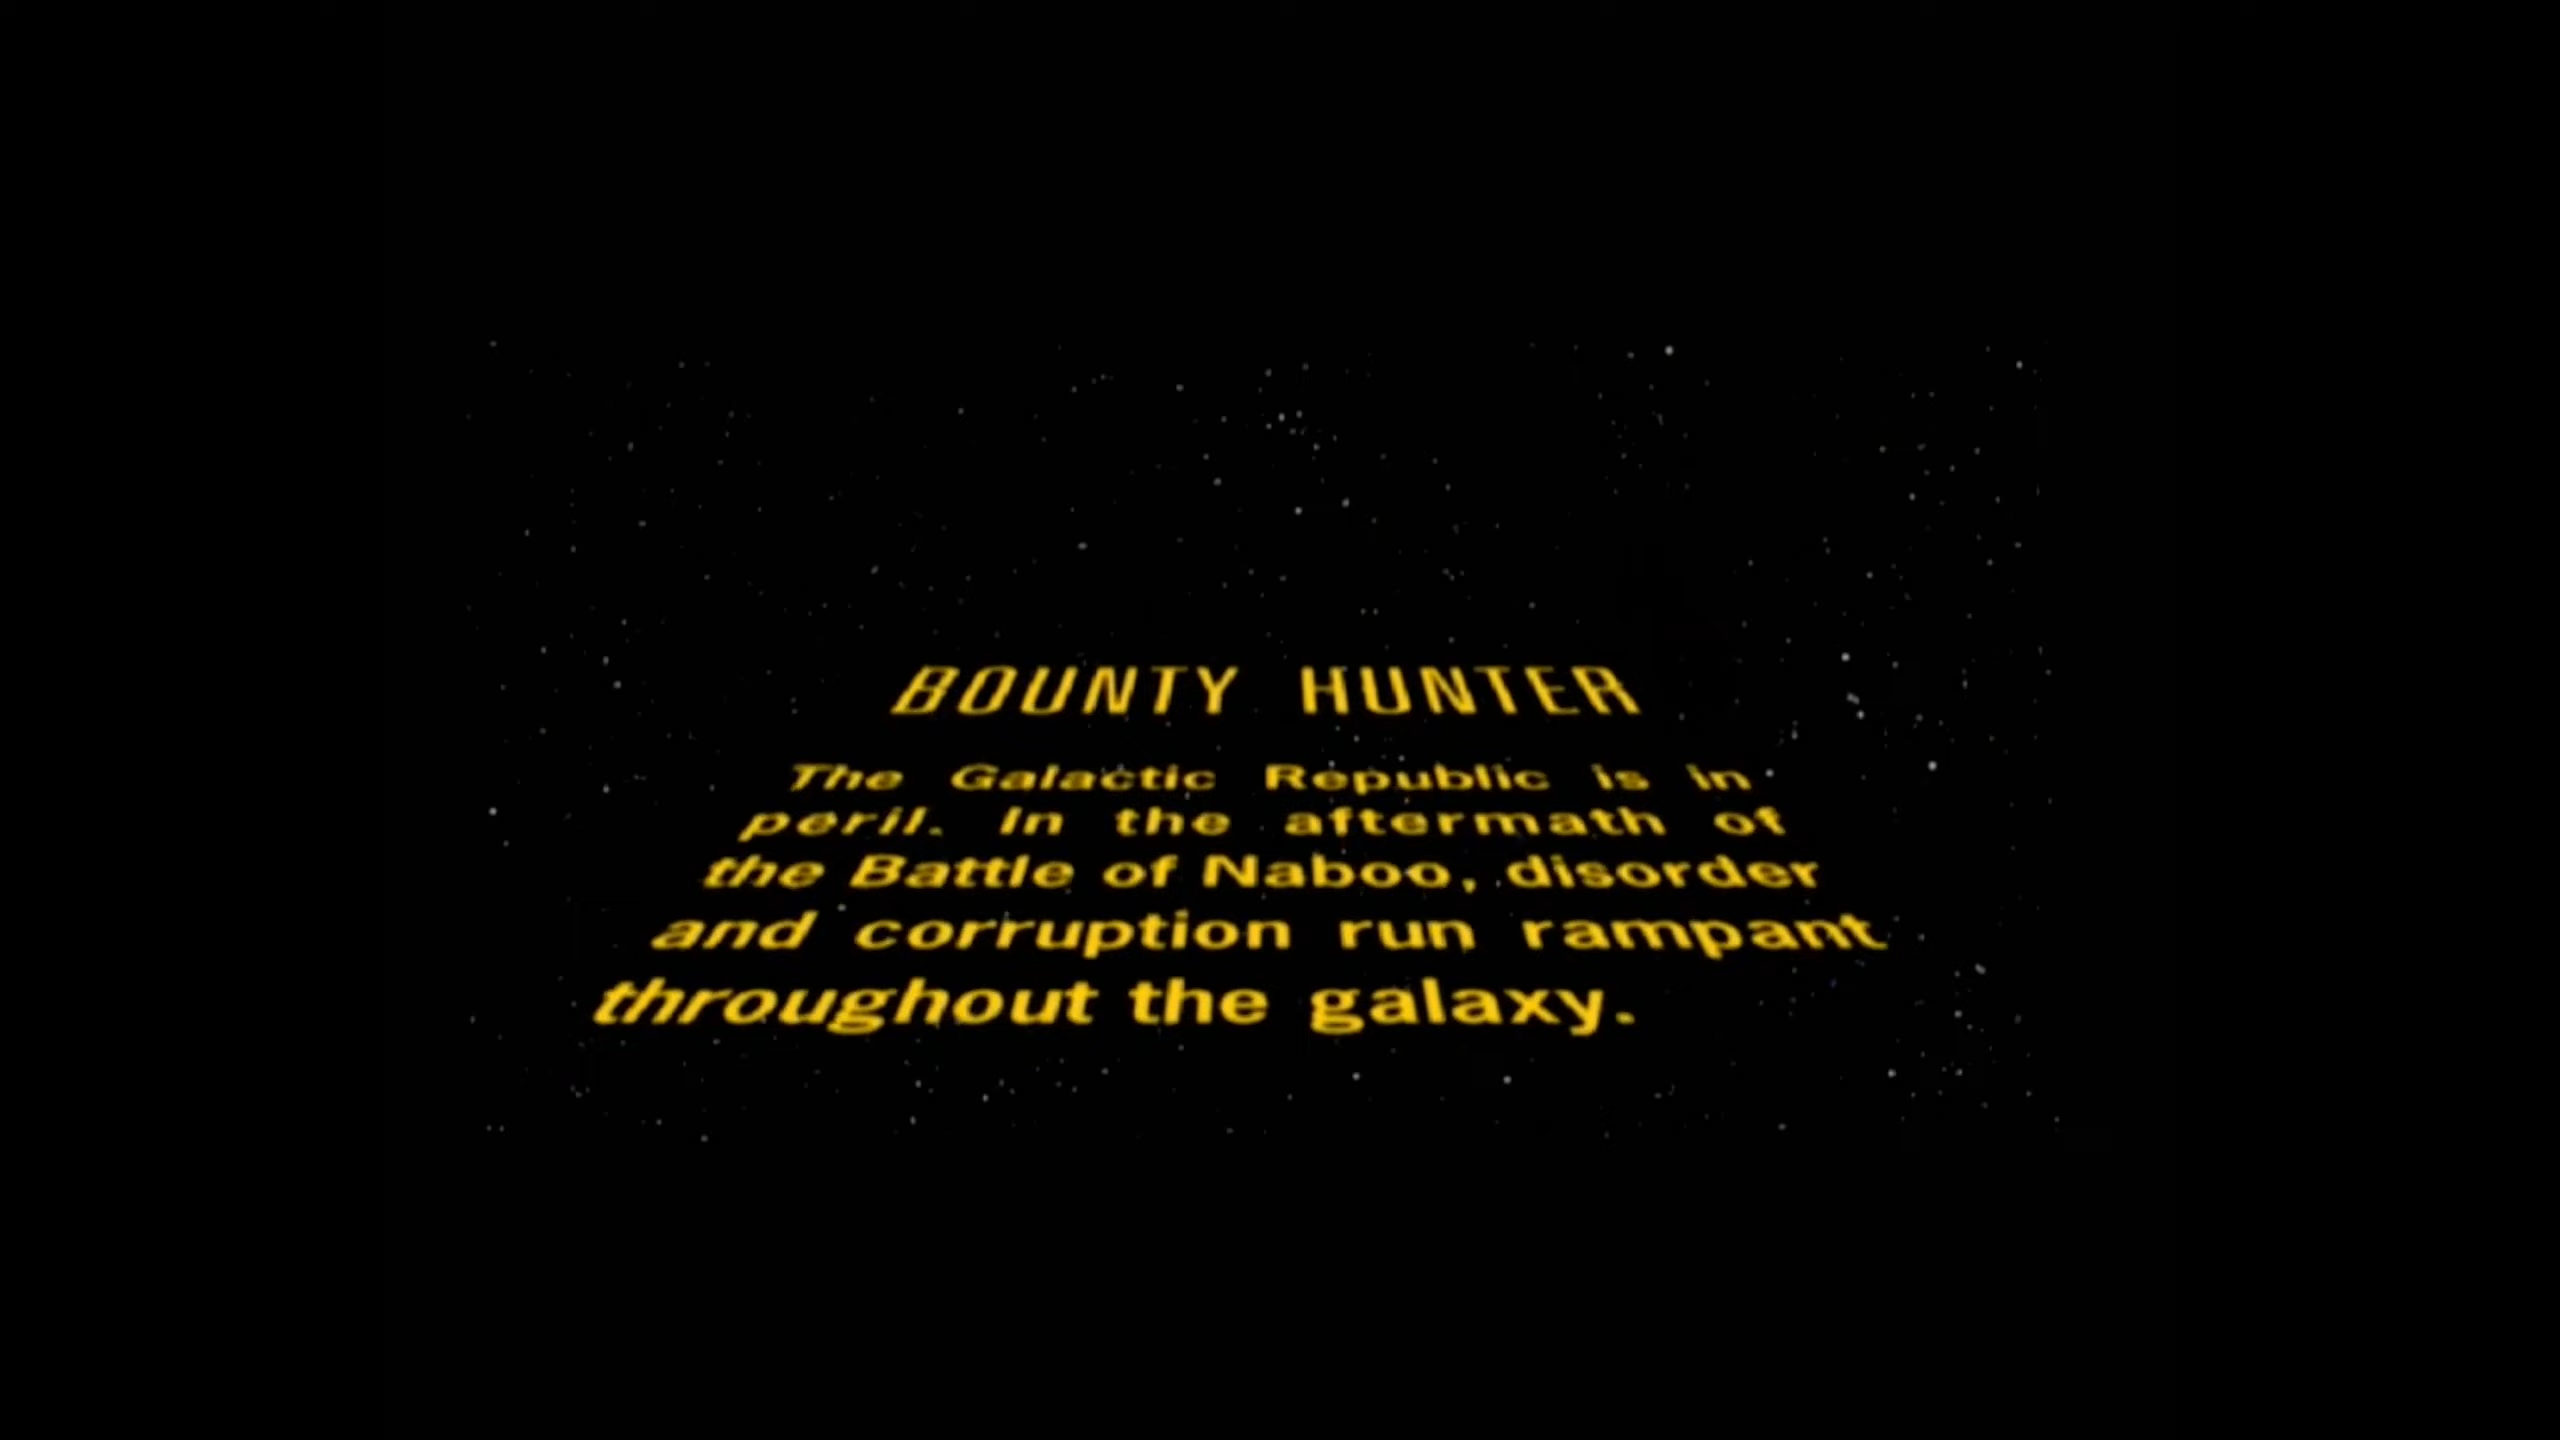 BOUNTY HUNTER
The Galactic Republic is in
peril. In the aftermath of
the Battle of Naboo, disorder
and corruption run rampant
throughout the galaxy.